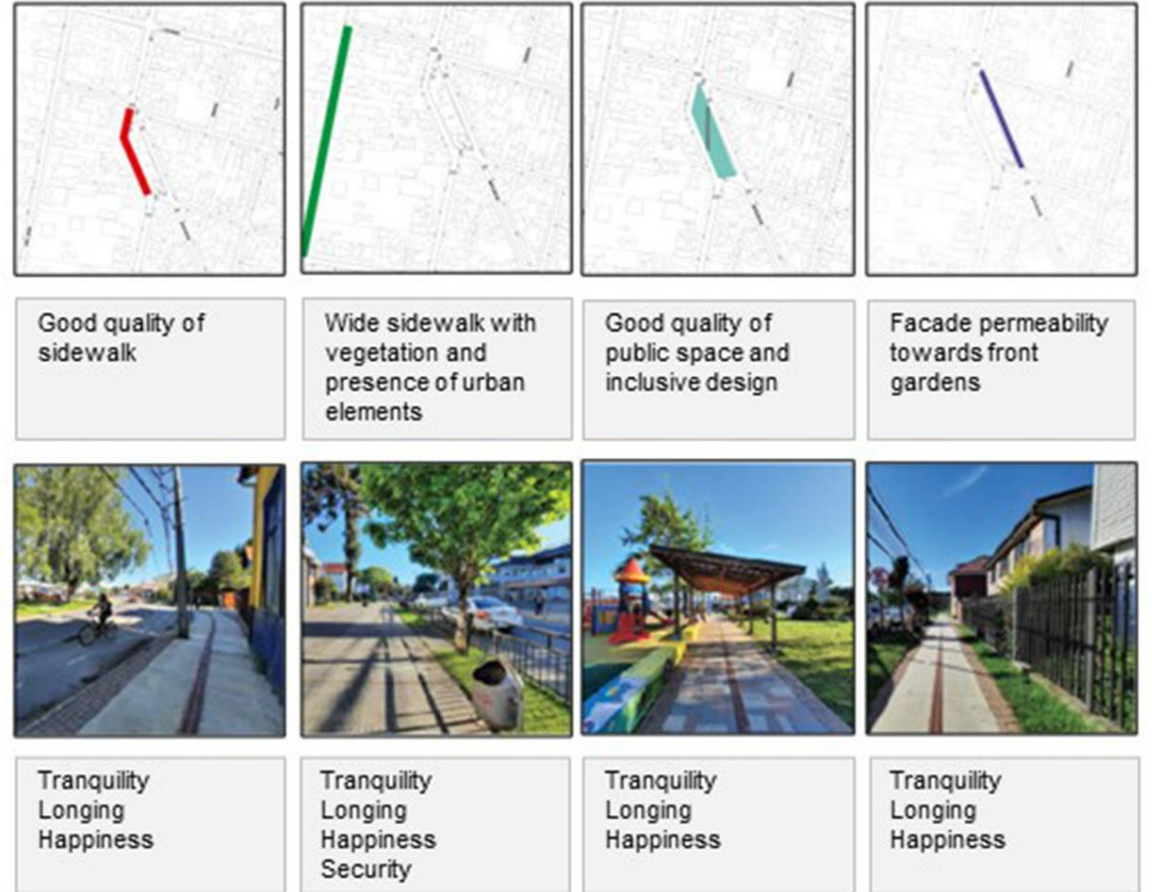 Good quality of
sidewalk
Wide sidewalk with
vegetation and
presence of urban
elements
Good quality of
public space and
inclusive design
Facade permeability
towards front
gardens
Tranquility
Longing
Happiness
Tranquility
Longing
Happiness
Security
Tranquility
Longing
Happiness
Tranquility
Longing
Happiness